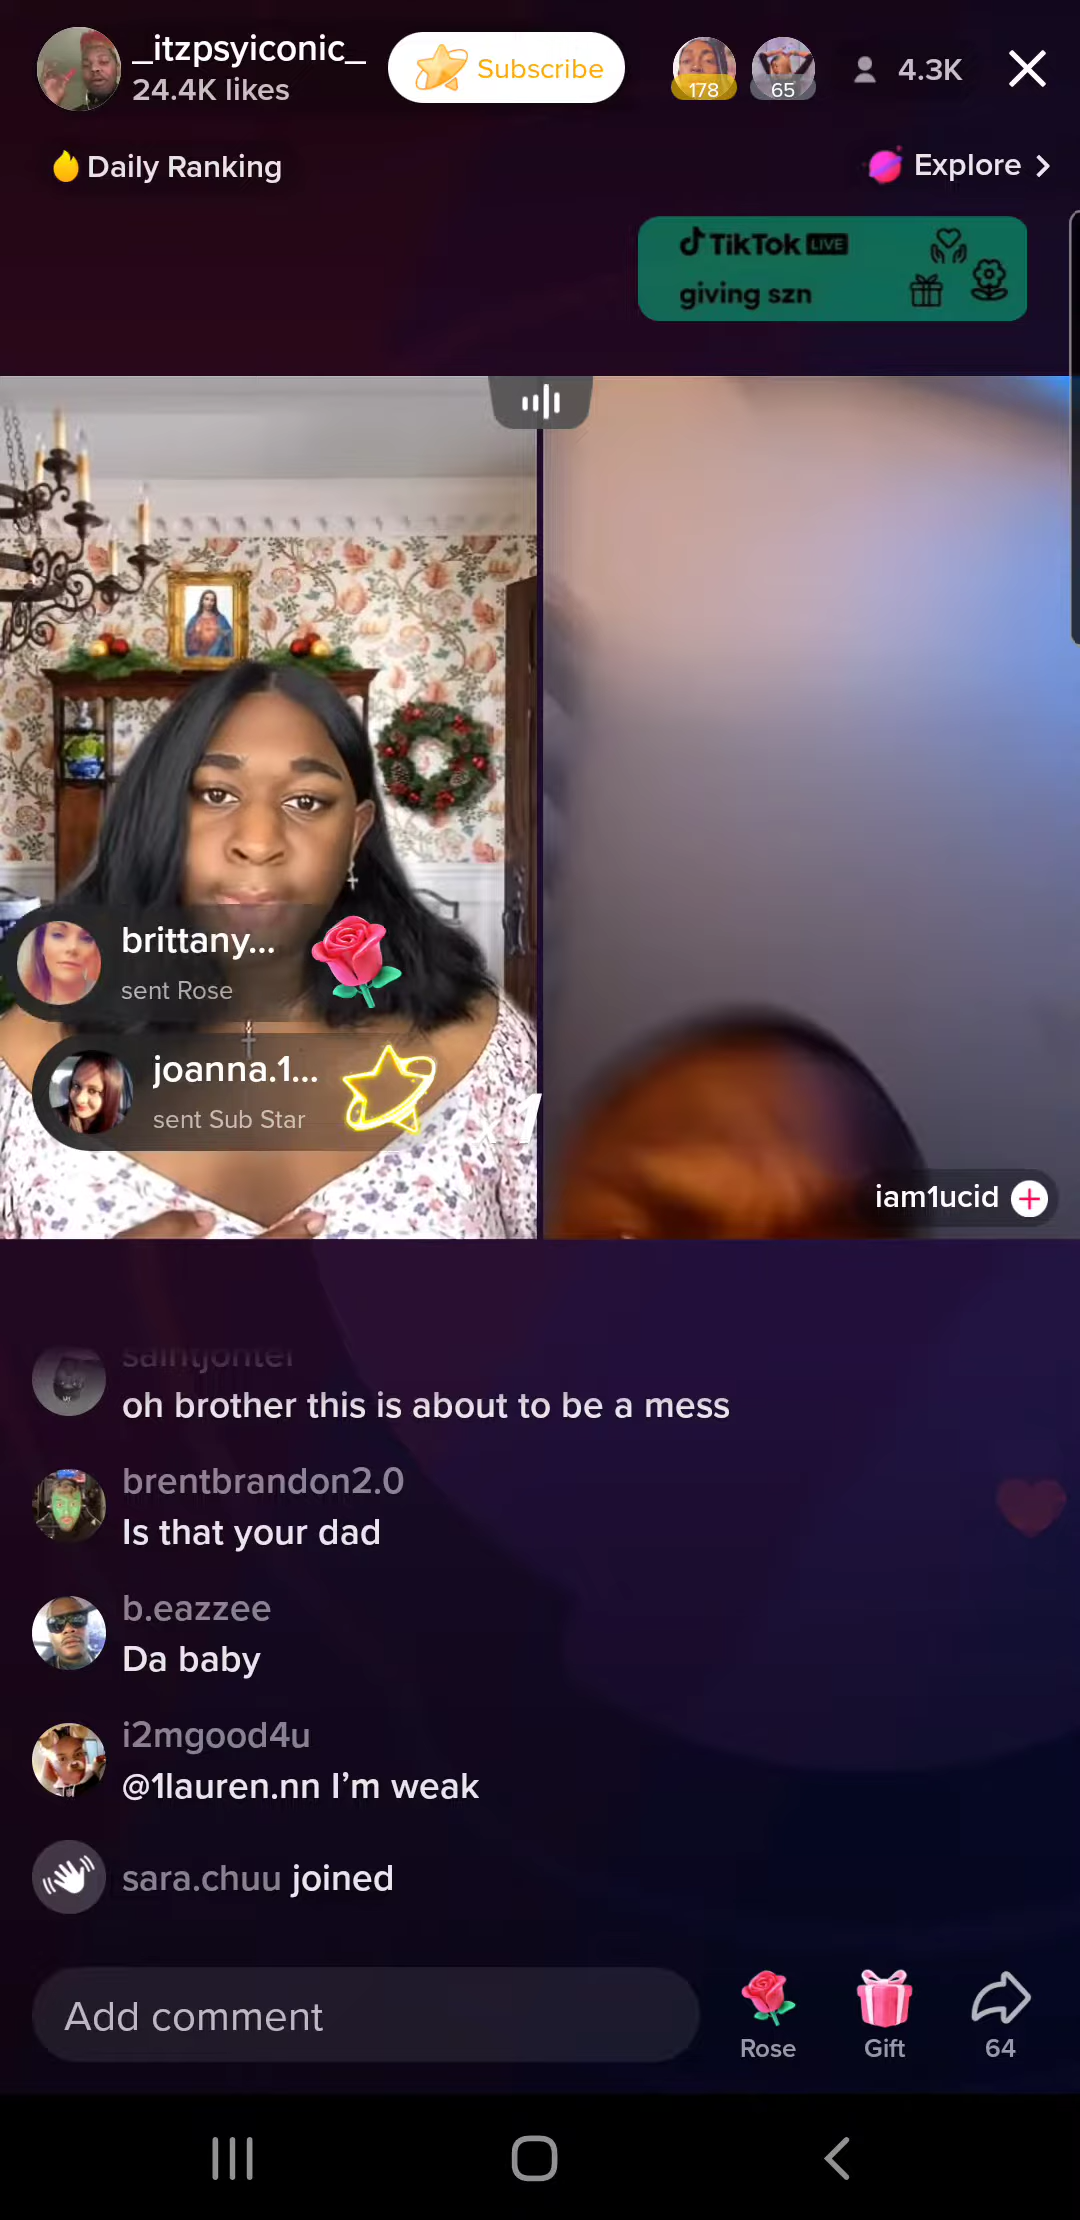 _itzpsyiconic_
24.4K likes
Subscribe
178
65
4.3K
Daily Ranking
Explore
TikTok LIVE
giving szn
brittany...
sent Rose
joanna.1...
sent Sub Star
x1
iam1ucid
saintjontei
oh brother this is about to be a mess
brentbrandon2.0
Is that your dad
b.eazzee
Da baby
i2mgood4u
@1lauren.nn I’m weak
sara.chuu joined
Add comment
Rose
Gift
64